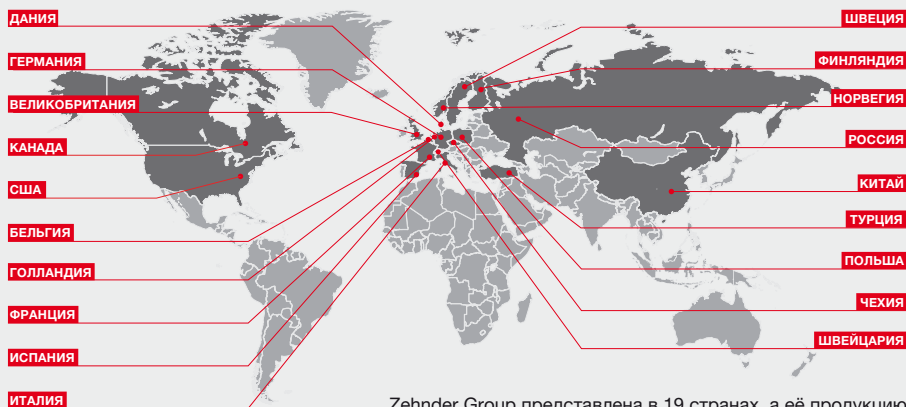 ДАНИЯ
ГЕРМАНИЯ
ВЕЛИКОБРИТАНИЯ
КАНАДА
США
БЕЛЬГИЯ
ГОЛЛАНДИЯ
ФРАНЦИЯ
ИСПАНИЯ
ИТАЛИЯ
ШВЕЦИЯ
ФИНЛЯНДИЯ
НОРВЕГИЯ
РОССИЯ
КИТАЙ
ТУРЦИЯ
ПОЛЬША
ЧЕХИЯ
ШВЕЙЦАРИЯ
Zehnder Group представлена в 19 странах, а её продукцию